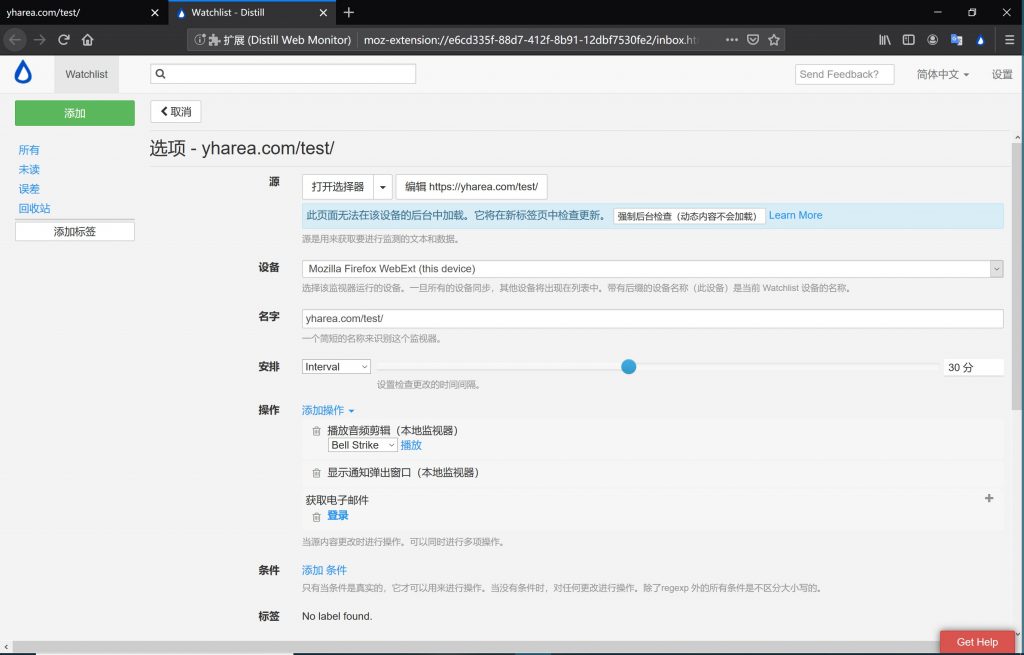 yharea.com/test/
Watchlist - Distill
扩展 (Distill Web Monitor)
moz-extension://e6cd335f-88d7-412f-8b91-12dbf7530fe2/inbox.ht
Watchlist
Send Feedback?
简体中文
设置
添加
取消
所有
未读
误差
回收站
添加标签
选项 - yharea.com/test/
源
打开选择器
编辑 https://yharea.com/test/
此页面无法在该设备的后台中加载。它将在新标签页中检查更新。 强制后台检查（动态内容不会加载） Learn More
源是用来获取要进行监测的文本和数据。
设备
Mozilla Firefox WebExt (this device)
选择该监视器运行的设备。一旦所有的设备同步，其他设备将出现在列表中。带有后缀的设备名称（此设备）是当前 Watchlist 设备的名称。
名字
yharea.com/test/
一个简短的名称来识别这个监视器。
安排
Interval
30 分
设置检查更改的时间间隔。
操作
添加操作
播放音频剪辑（本地监视器）
Bell Strike
播放
显示通知弹出窗口（本地监视器）
获取电子邮件
登录
当源内容更改时进行操作。可以同时进行多项操作。
条件
添加 条件
只有当条件是真实的，它才可以用来进行操作。当没有条件时，对任何更改进行操作。除了regexp 外的所有条件是不区分大小写的。
标签
No label found.
Get Help